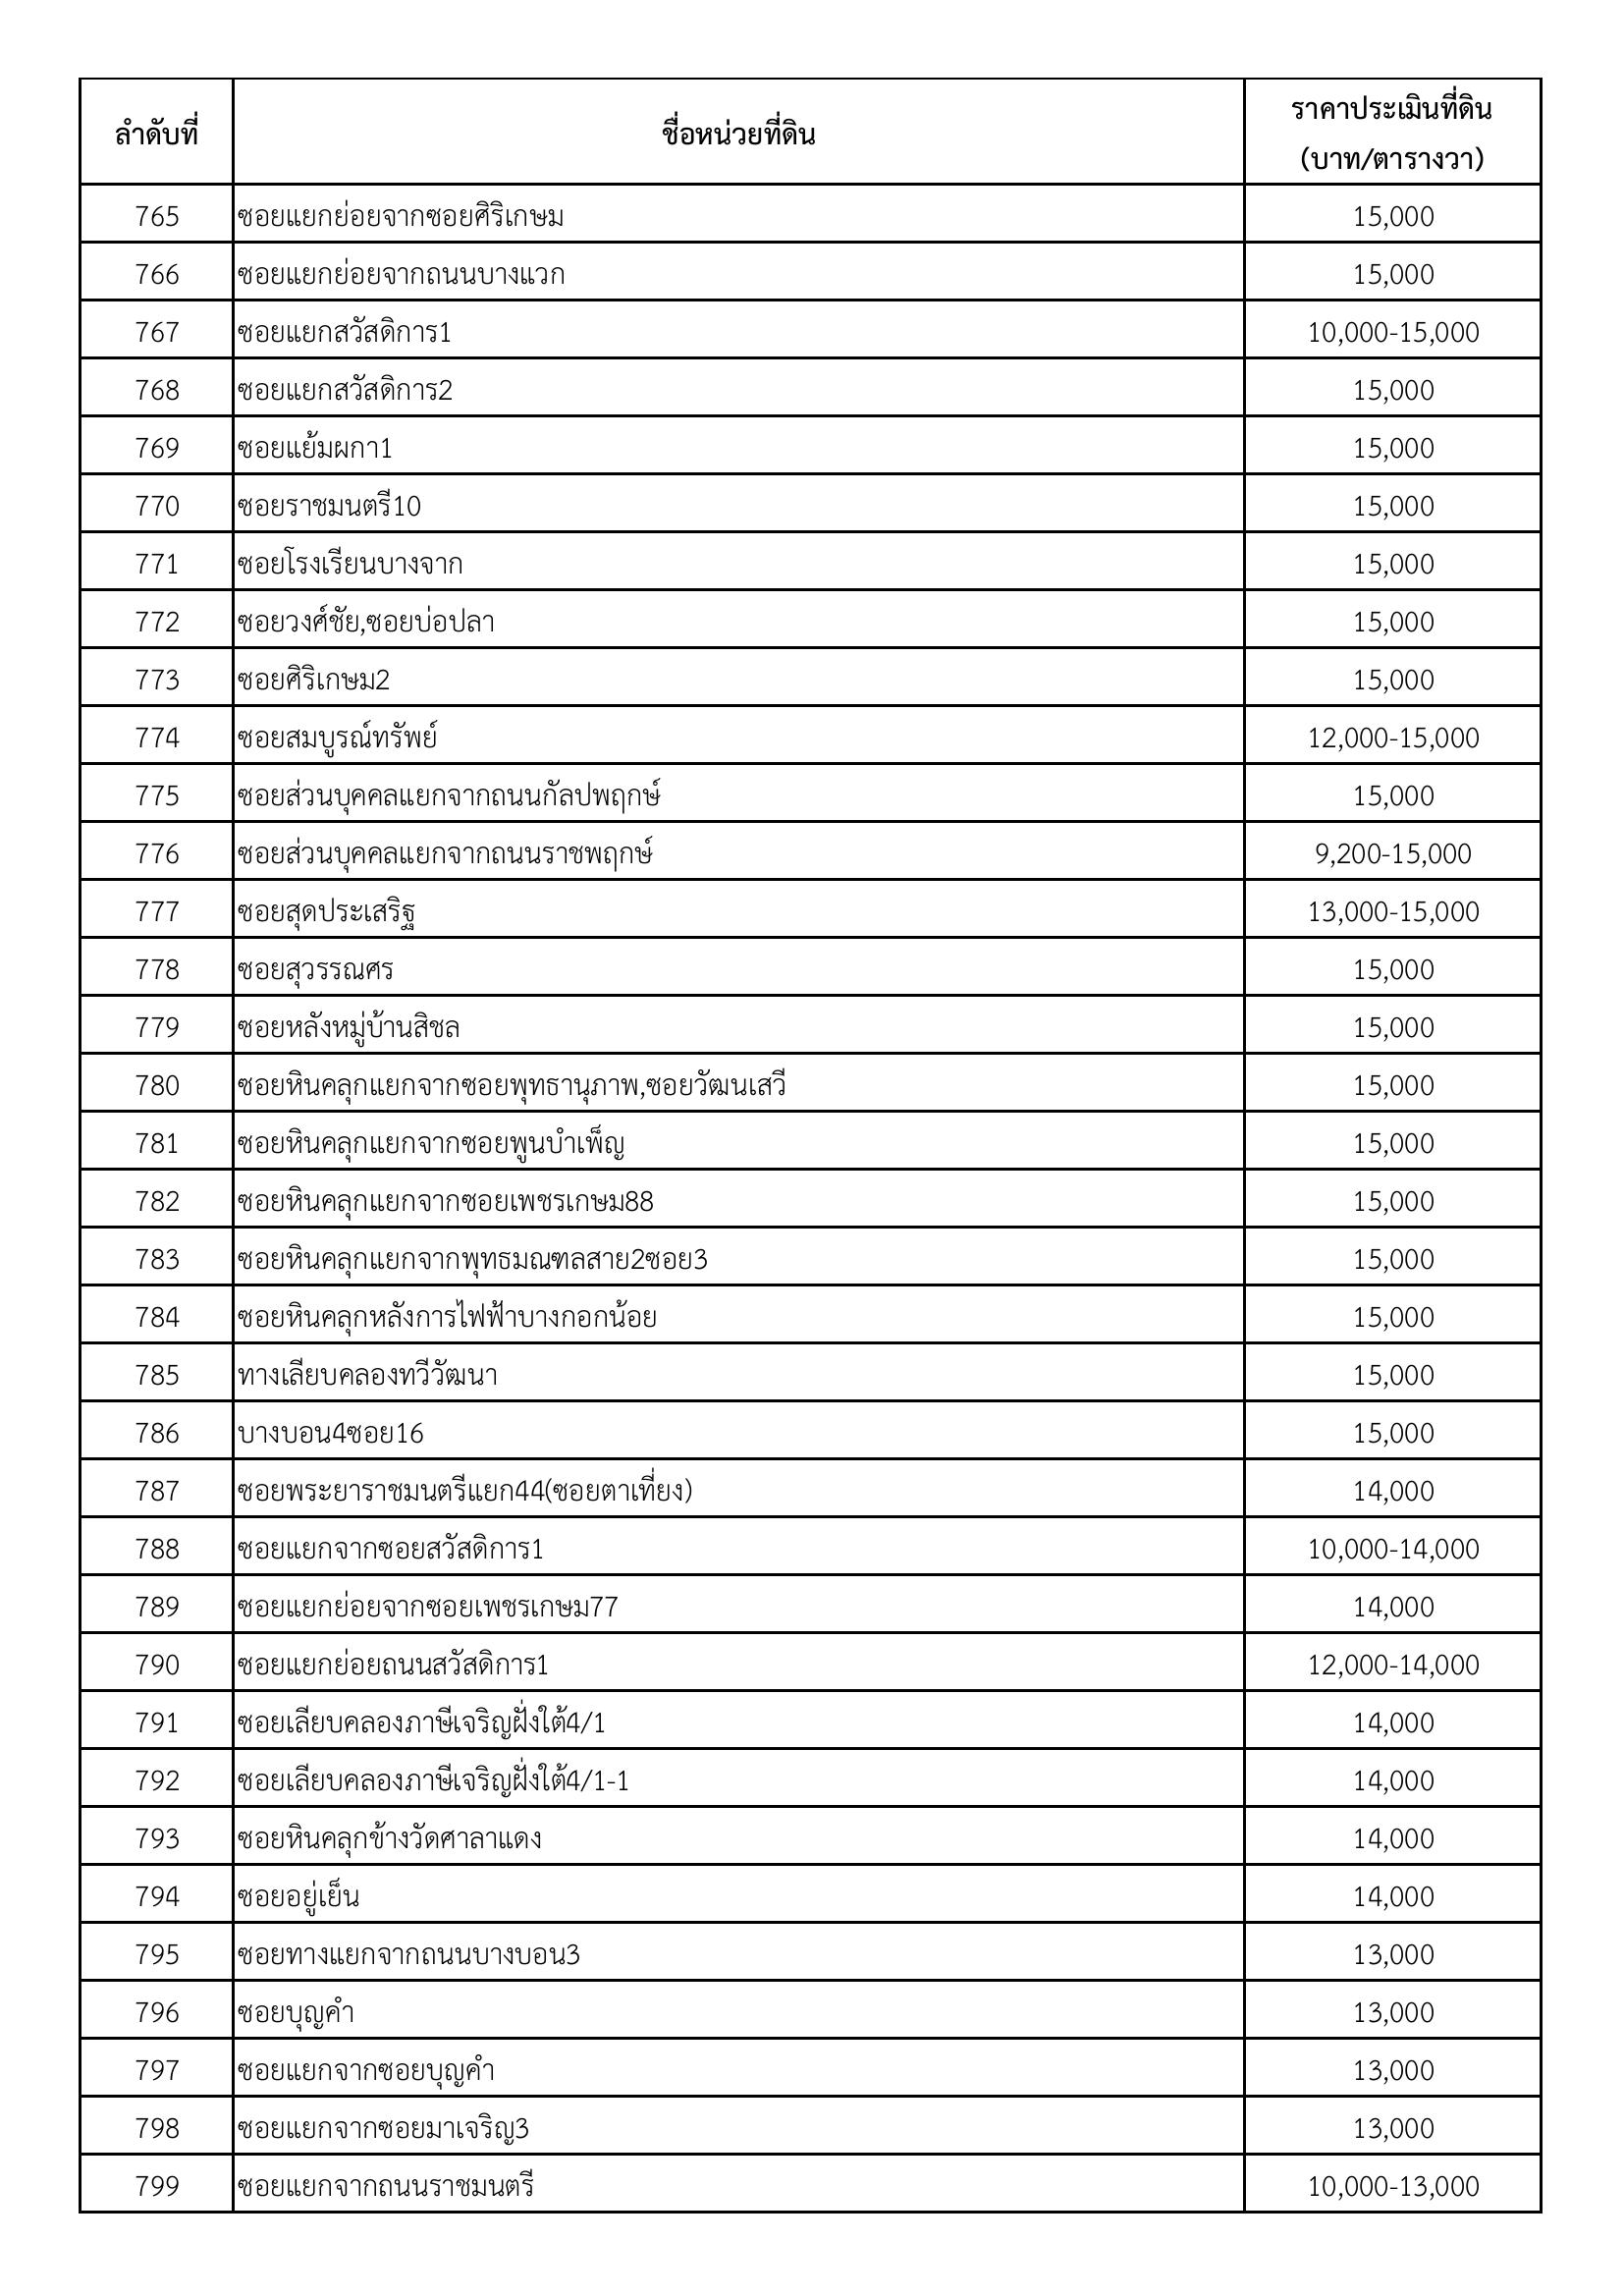 ลำดับที่ ชื่อหน่วยที่ดิน ราคาประเมินที่ดิน
(บาท/ตารางวา)
765 ซอยแยกย่อยจากซอยศิริเกษม 15,000
766 ซอยแยกย่อยจากถนนบางแวก 15,000
767 ซอยแยกสวัสดิการ1 10,000-15,000
768 ซอยแยกสวัสดิการ2 15,000
769 ซอยแย้มผกา1 15,000
770 ซอยราชมนตรี10 15,000
771 ซอยโรงเรียนบางจาก 15,000
772 ซอยวงศ์ชัย,ซอยบ่อปลา 15,000
773 ซอยศิริเกษม2 15,000
774 ซอยสมบูรณ์ทรัพย์ 12,000-15,000
775 ซอยส่วนบุคคลแยกจากถนนกัลปพฤกษ์ 15,000
776 ซอยส่วนบุคคลแยกจากถนนราชพฤกษ์ 9,200-15,000
777 ซอยสุดประเสริฐ 13,000-15,000
778 ซอยสุวรรณศร 15,000
779 ซอยหลังหมู่บ้านสิชล 15,000
780 ซอยหินคลุกแยกจากซอยพุทธานุภาพ,ซอยวัฒนเสวี 15,000
781 ซอยหินคลุกแยกจากซอยพูนบำเพ็ญ 15,000
782 ซอยหินคลุกแยกจากซอยเพชรเกษม88 15,000
783 ซอยหินคลุกแยกจากพุทธมณฑลสาย2ซอย3 15,000
784 ซอยหินคลุกหลังการไฟฟ้าบางกอกน้อย 15,000
785 ทางเลียบคลองทวีวัฒนา 15,000
786 บางบอน4ซอย16 15,000
787 ซอยพระยาราชมนตรีแยก44(ซอยตาเที่ยง) 14,000
788 ซอยแยกจากซอยสวัสดิการ1 10,000-14,000
789 ซอยแยกย่อยจากซอยเพชรเกษม77 14,000
790 ซอยแยกย่อยถนนสวัสดิการ1 12,000-14,000
791 ซอยเลียบคลองภาษีเจริญฝั่งใต้4/1 14,000
792 ซอยเลียบคลองภาษีเจริญฝั่งใต้4/1-1 14,000
793 ซอยหินคลุกข้างวัดศาลาแดง 14,000
794 ซอยอยู่เย็น 14,000
795 ซอยทางแยกจากถนนบางบอน3 13,000
796 ซอยบุญคำ 13,000
797 ซอยแยกจากซอยบุญคำ 13,000
798 ซอยแยกจากซอยมาเจริญ3 13,000
799 ซอยแยกจากถนนราชมนตรี 10,000-13,000